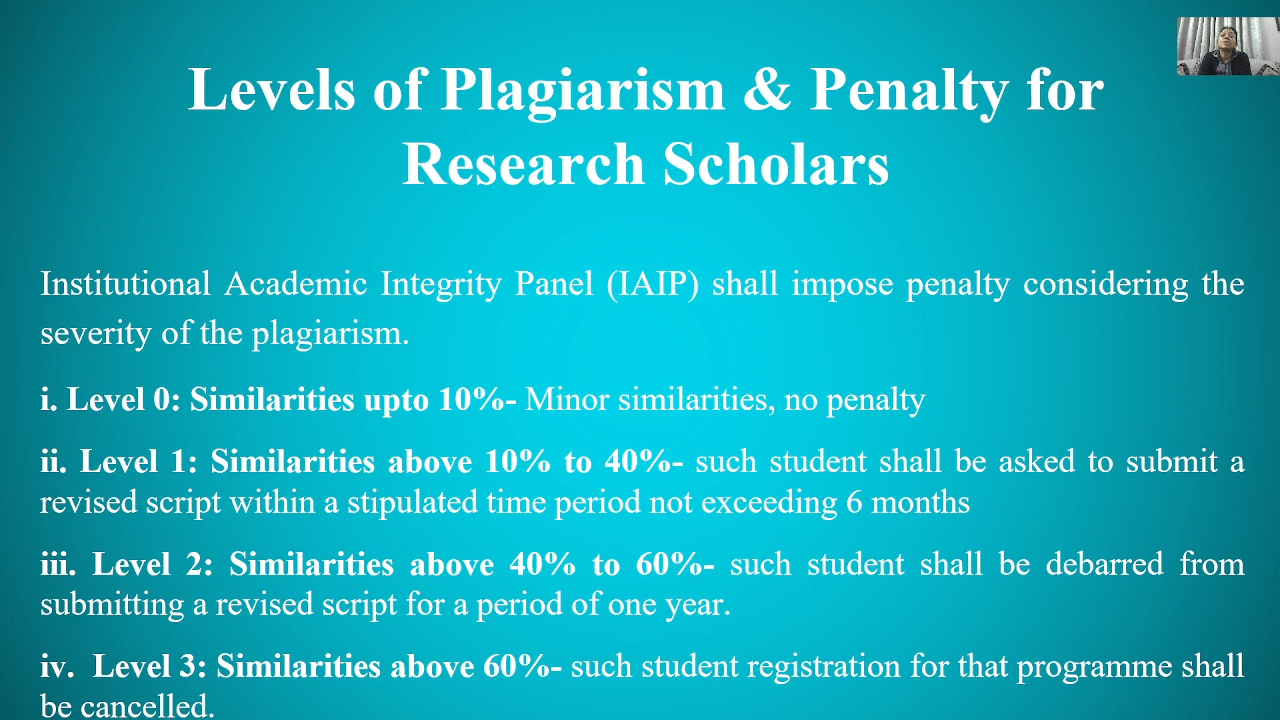 Levels of Plagiarism & Penalty for
Research Scholars
Institutional Academic Integrity Panel (IAIP) shall impose penalty considering the
severity of the plagiarism.
i. Level 0: Similarities upto 10%- Minor similarities, no penalty
ii. Level 1: Similarities above 10% to 40%- such student shall be asked to submit a
revised script within a stipulated time period not exceeding 6 months
iii. Level 2: Similarities above 40% to 60%- such student shall be debarred from
submitting a revised script for a period of one year.
iv. Level 3: Similarities above 60%- such student registration for that programme shall
be cancelled.